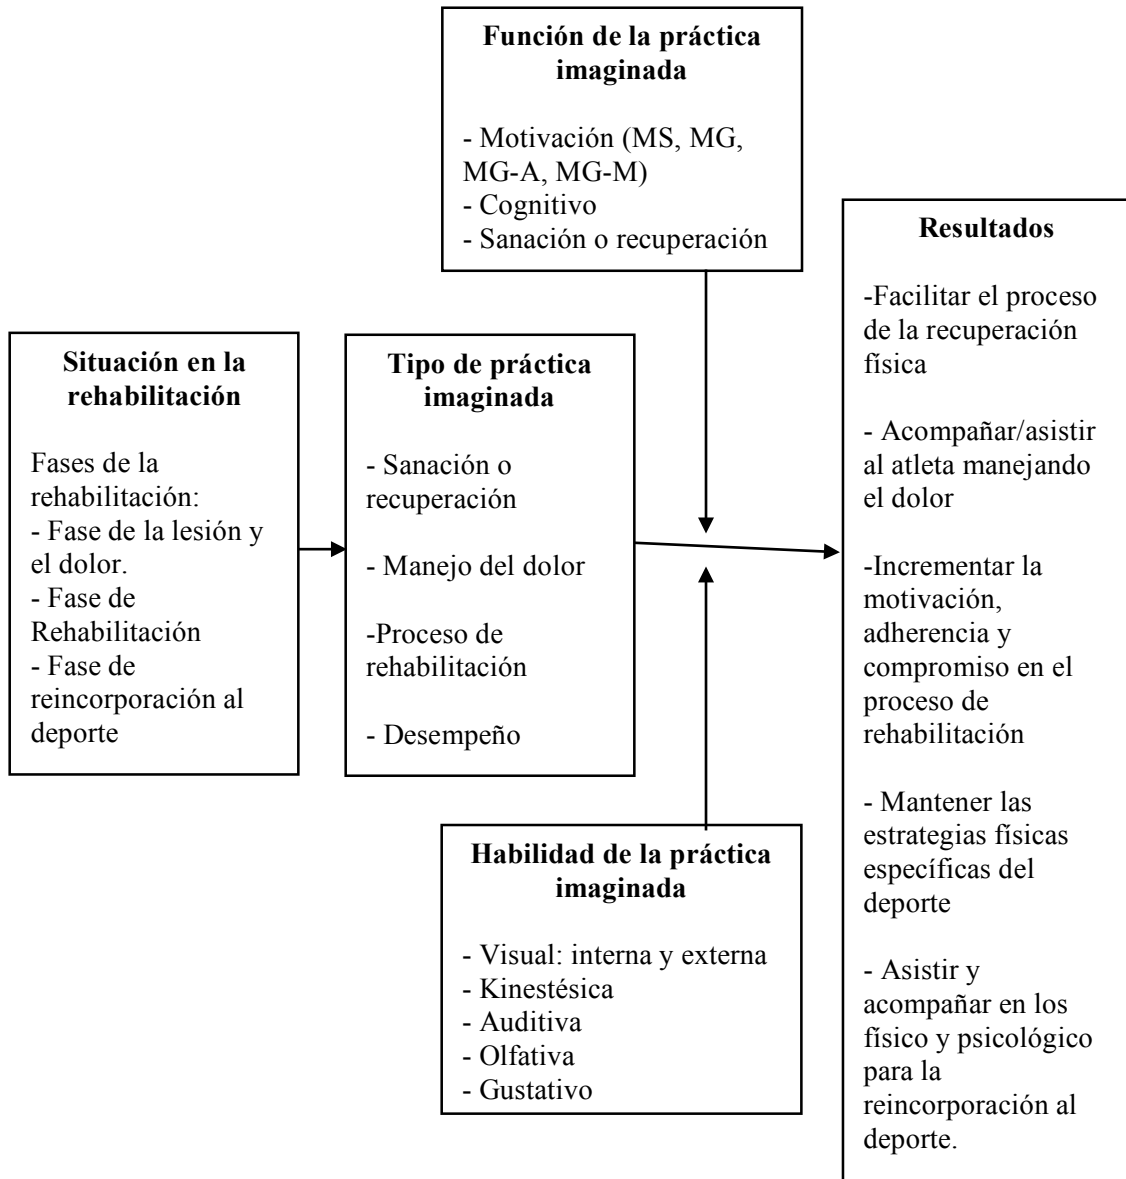 Función de la práctica
imaginada
- Motivación (MS, MG,
MG-A, MG-M)
- Cognitivo
- Sanación o recuperación
Situación en la
rehabilitación
Fases de la
rehabilitación:
- Fase de la lesión y
el dolor.
- Fase de
Rehabilitación
- Fase de
reincorporación al
deporte
Tipo de práctica
imaginada
- Sanación o
recuperación
- Manejo del dolor
-Proceso de
rehabilitación
- Desempeño
Habilidad de la práctica
imaginada
- Visual: interna y externa
- Kinestésica
- Auditiva
- Olfativa
- Gustativo
Resultados
-Facilitar el proceso
de la recuperación
física
- Acompañar/asistir
al atleta manejando
el dolor
-Incrementar la
motivación,
adherencia y
compromiso en el
proceso de
rehabilitación
- Mantener las
estrategias físicas
específicas del
deporte
- Asistir y
acompañar en los
físico y psicológico
para la
reincorporación al
deporte.